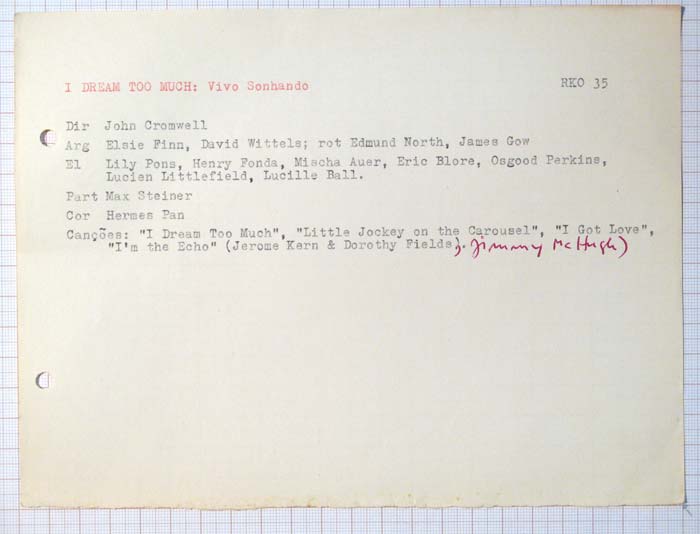 I DREAM TOO MUCH: Vivo Sonhando RKO 35
Dir John Cromwell
Arg Elsie Finn, David Wittels; rot Edmund North, James Gow
El Lily Pons, Henry Fonda, Mischa Auer, Eric Blore, Osgood Perkins,
Lucien Littlefield, Lucille Ball.
Part Max Steiner
Cor Hermes Pan
Canções: "I Dream Too Much", "Little Jockey on the Carousel", "I Got Love",
"I'm the Echo" (Jerome Kern & Dorothy Fields). , Jimmy McHugh)